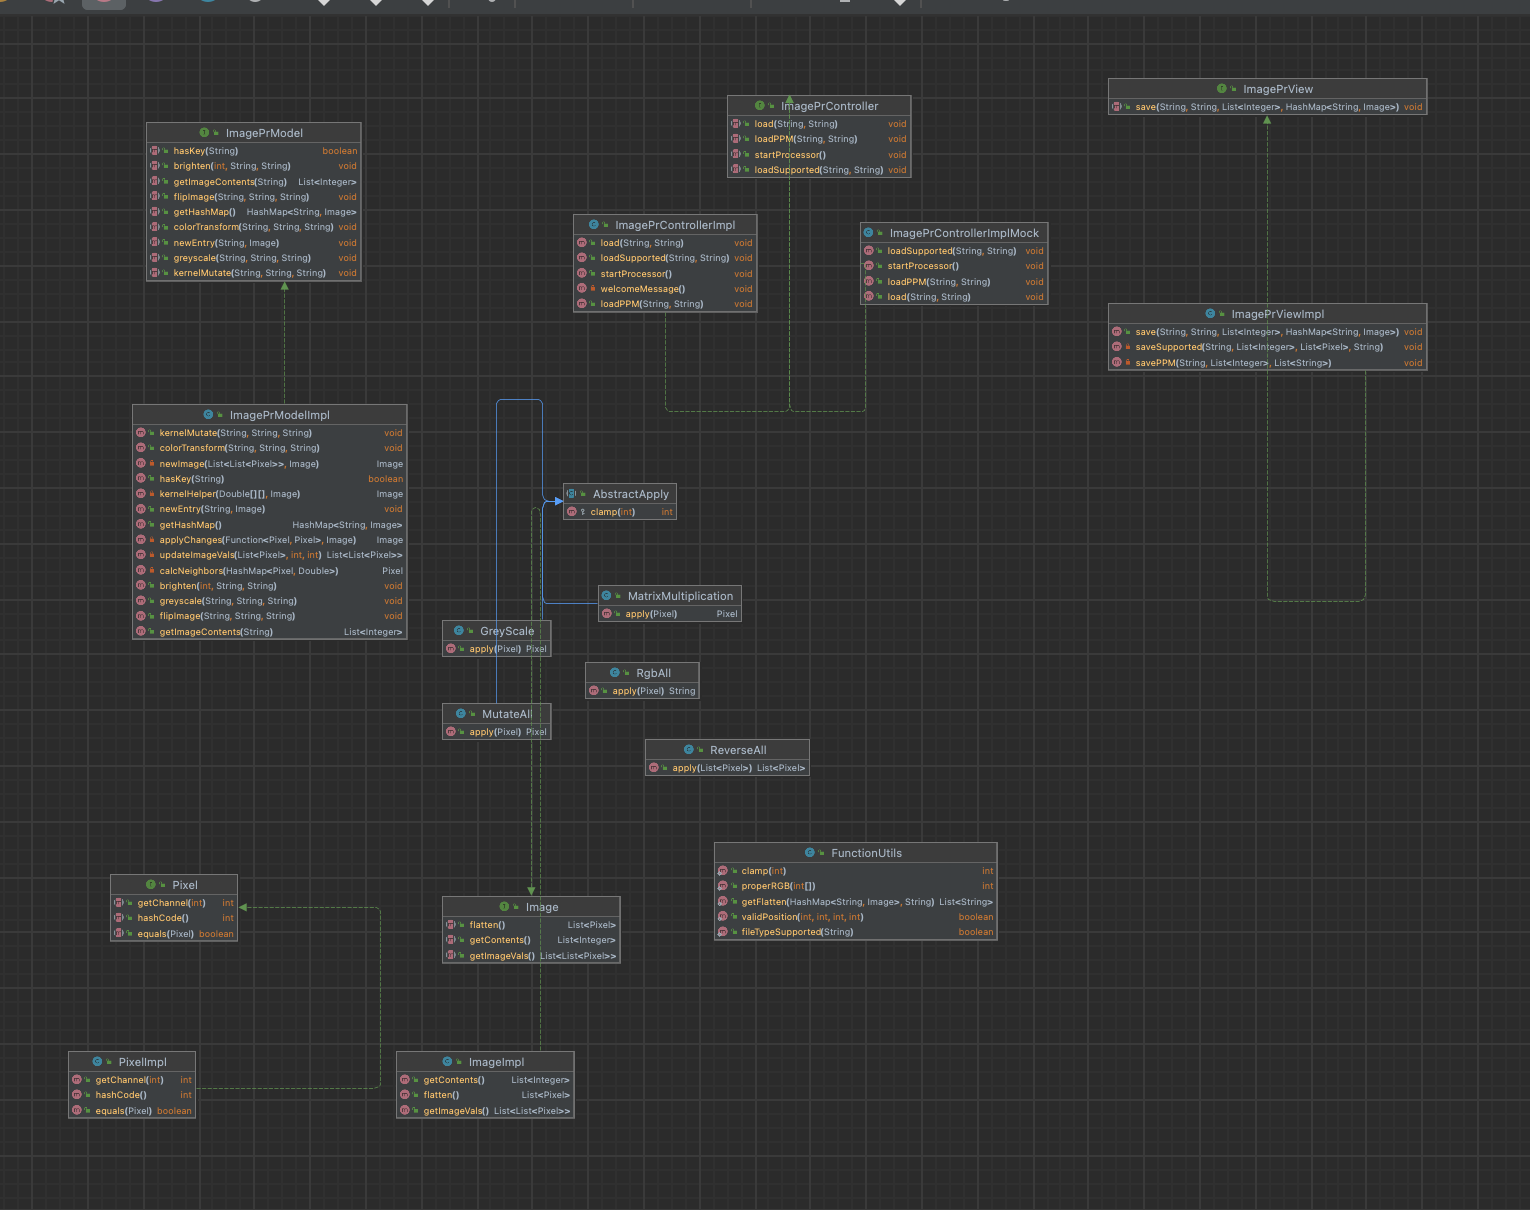 ImagePrModel
hasKey(String) boolean
brighten(int, String, String) void
getImageContents(String) List<Integer>
flipImage(String, String, String) void
getHashMap() HashMap<String, Image>
colorTransform(String, String, String) void
newEntry(String, Image) void
greyscale(String, String, String) void
kernelMutate(String, String, String) void
ImagePrController
load(String, String) void
loadPPM(String, String) void
startProcessor() void
loadSupported(String, String) void
ImagePrView
save(String, String, List<Integer>, HashMap<String, Image>) void
ImagePrControllerImpl
load(String, String) void
loadSupported(String, String) void
startProcessor() void
welcomeMessage() void
loadPPM(String, String) void
ImagePrControllerImplMock
loadSupported(String, String) void
startProcessor() void
loadPPM(String, String) void
load(String, String) void
ImagePrViewImpl
save(String, String, List<Integer>, HashMap<String, Image>) void
saveSupported(String, List<Integer>, List<Pixel>, String) void
savePPM(String, List<Integer>, List<String>) void
ImagePrModelImpl
kernelMutate(String, String, String) void
colorTransform(String, String, String) void
newImage(List<List<Pixel>>, Image) Image
hasKey(String) boolean
kernelHelper(Double[][], Image) Image
newEntry(String, Image) void
getHashMap() HashMap<String, Image>
applyChanges(Function<Pixel, Pixel>, Image) Image
updateImageVals(List<Pixel>, int, int) List<List<Pixel>>
calcNeighbors(HashMap<Pixel, Double>) Pixel
brighten(int, String, String) void
greyscale(String, String, String) void
flipImage(String, String, String) void
getImageContents(String) List<Integer>
AbstractApply
clamp(int) int
MatrixMultiplication
apply(Pixel) Pixel
GreyScale
apply(Pixel) Pixel
RgbAll
apply(Pixel) String
MutateAll
apply(Pixel) Pixel
ReverseAll
apply(List<Pixel>) List<Pixel>
FunctionUtils
clamp(int) int
properRGB(int[]) int
getFlatten(HashMap<String, Image>, String) List<String>
validPosition(int, int, int, int) boolean
fileTypeSupported(String) boolean
Pixel
getChannel(int) int
hashCode() int
equals(Pixel) boolean
Image
flatten() List<Pixel>
getContents() List<Integer>
getImageVals() List<List<Pixel>>
PixelImpl
getChannel(int) int
hashCode() int
equals(Pixel) boolean
ImageImpl
getContents() List<Integer>
flatten() List<Pixel>
getImageVals() List<List<Pixel>>